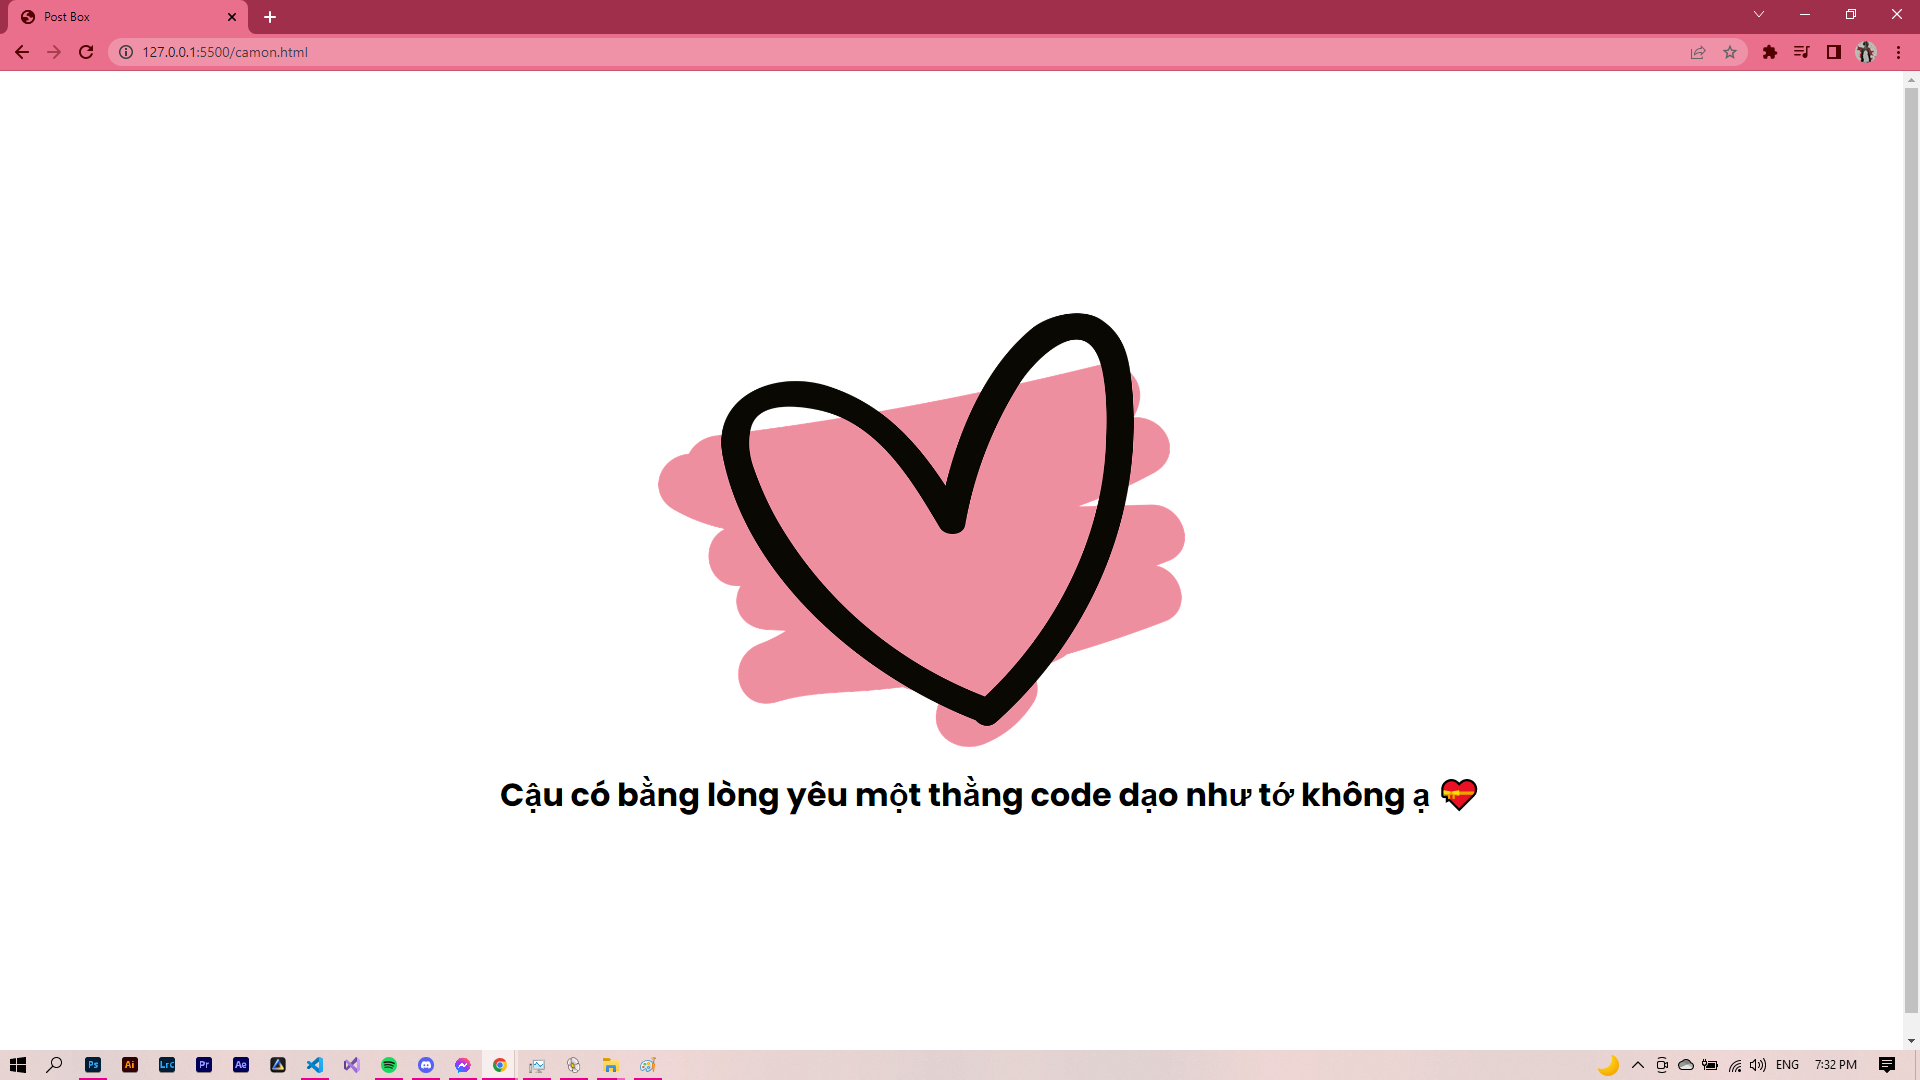 Post Box
127.0.0.1:5500/camon.html
Cậu có bằng lòng yêu một thằng code dạo như tớ không ạ 💝
Ps Ai Lrc Pr Ae ENG 7:32 PM